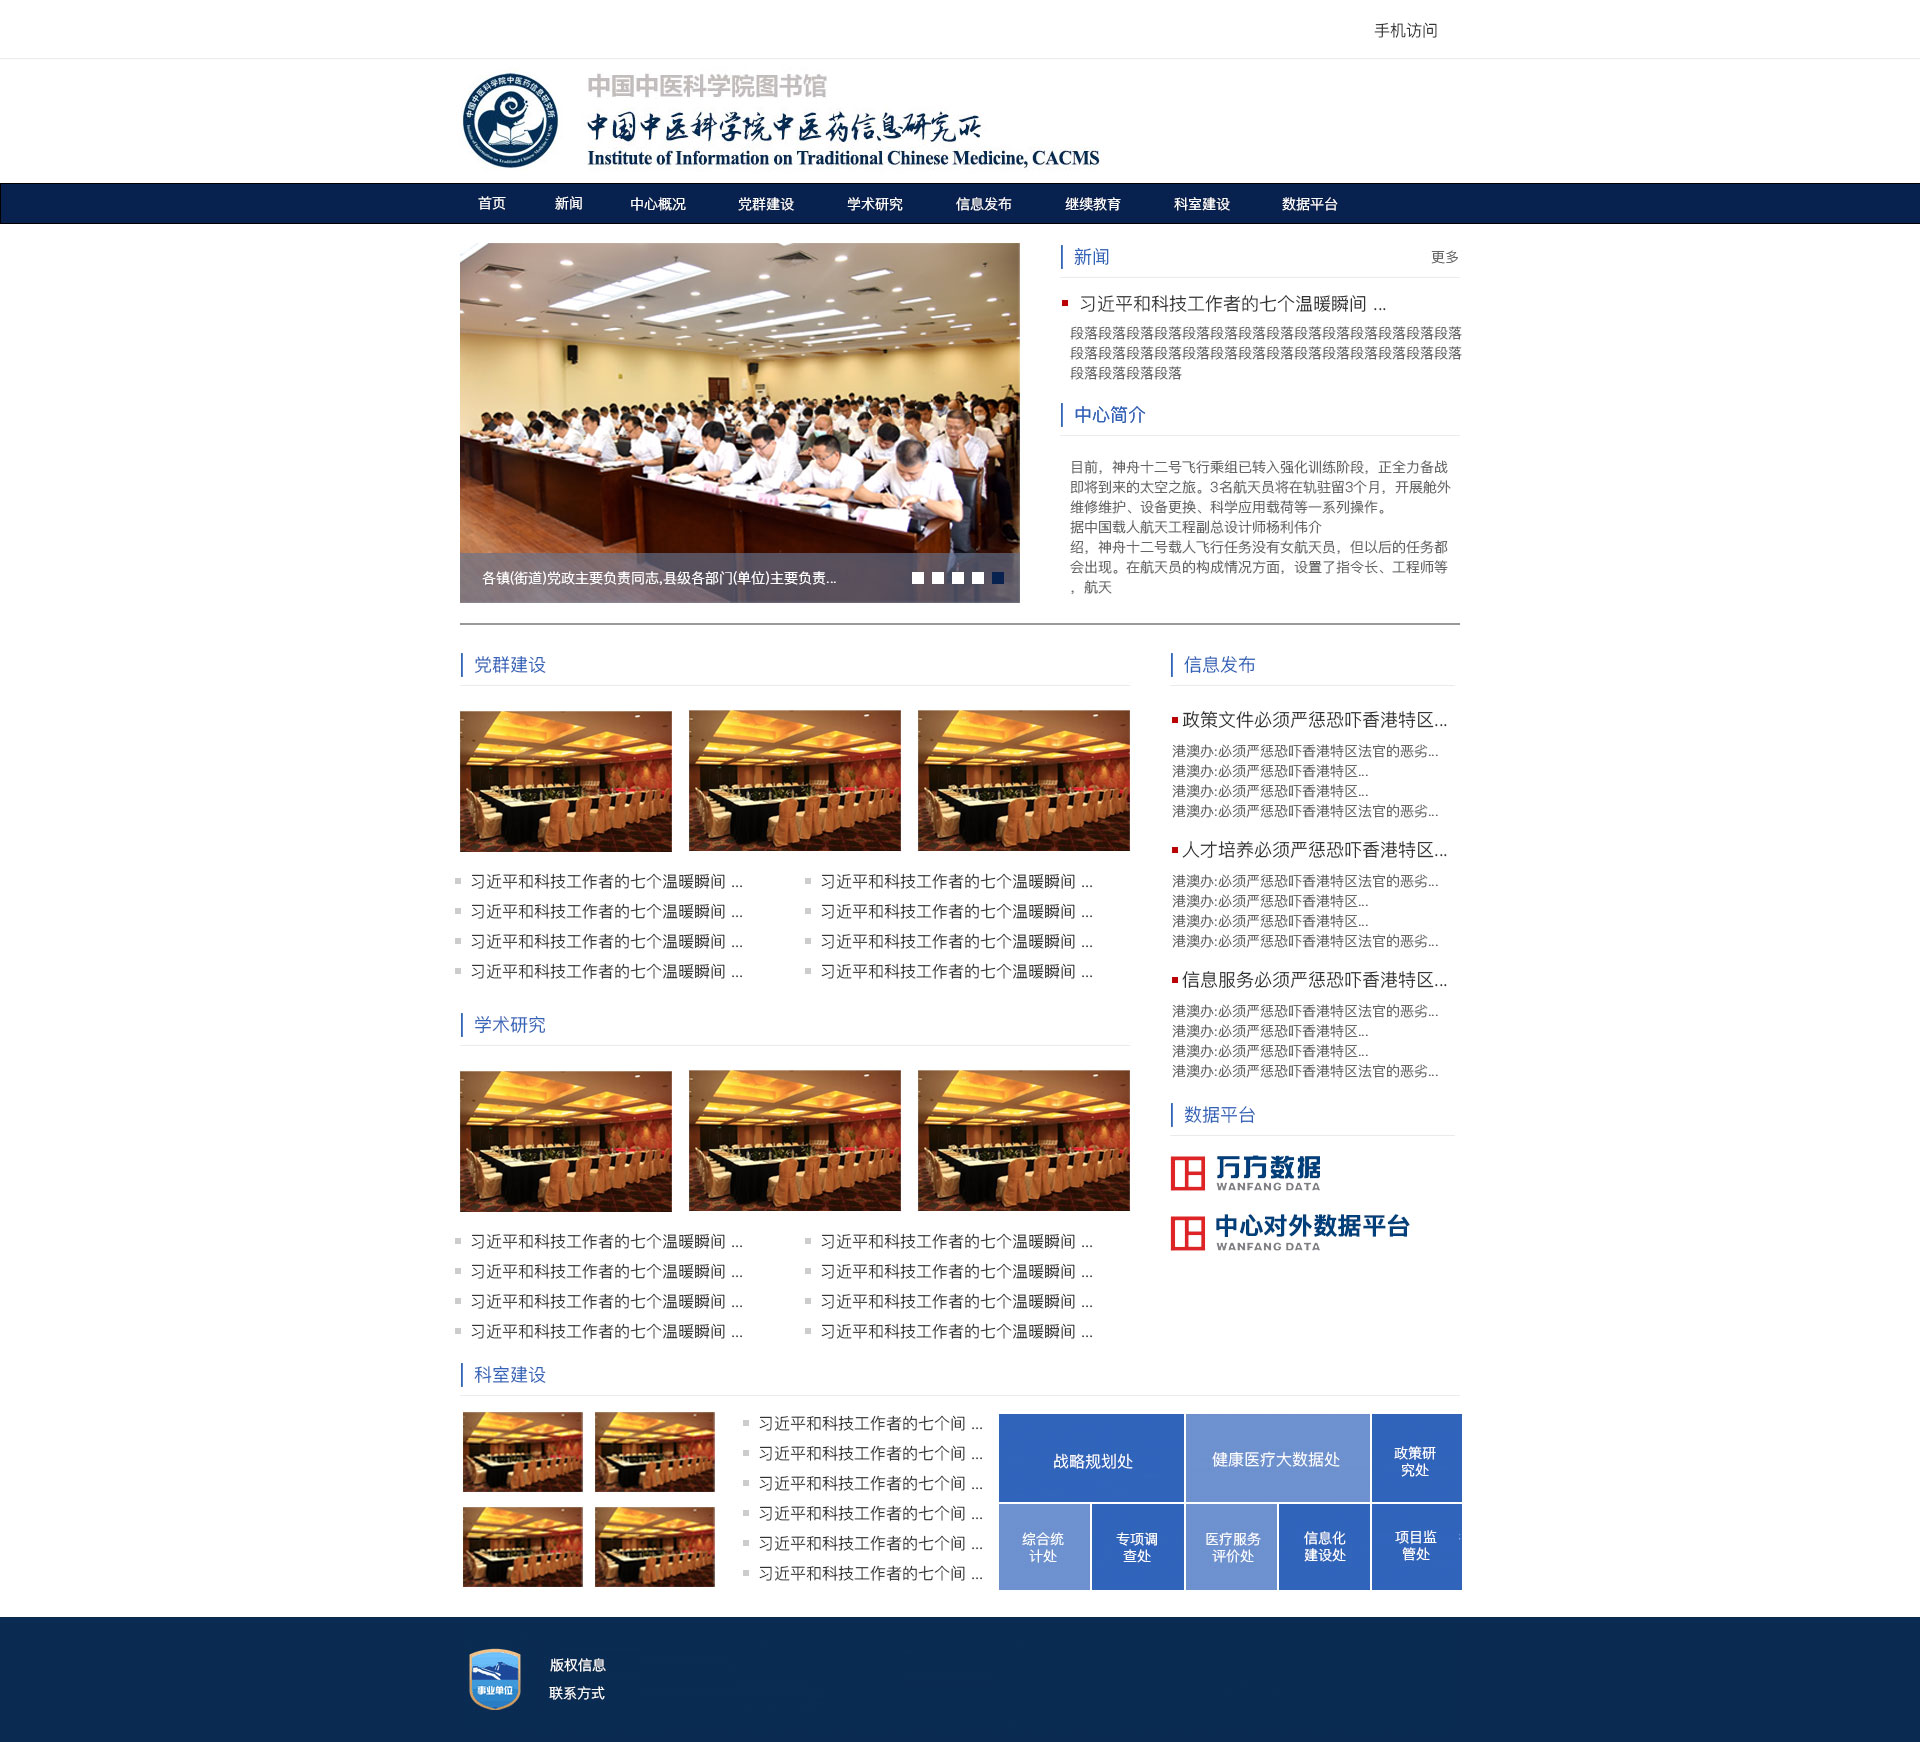 手机访问
中国中医科学院图书馆
中国中医科学院中医药信息研究所
Institute of Information on Traditional Chinese Medicine, CACMS
首页 新闻 中心概况 党群建设 学术研究 信息发布 继续教育 科室建设 数据平台
新闻 更多
习近平和科技工作者的七个温暖瞬间 ...
段落段落段落段落段落段落段落段落段落段落段落段落段落段落
段落段落段落段落段落段落段落段落段落段落段落段落段落段落
段落段落段落段落
中心简介
目前，神舟十二号飞行乘组已转入强化训练阶段，正全力备战
即将到来的太空之旅。3名航天员将在轨驻留3个月，开展舱外
维修维护、设备更换、科学应用载荷等一系列操作。
据中国载人航天工程副总设计师杨利伟介
绍，神舟十二号载人飞行任务没有女航天员，但以后的任务都
会出现。在航天员的构成情况方面，设置了指令长、工程师等
，航天
各镇(街道)党政主要负责同志,县级各部门(单位)主要负责...
党群建设
习近平和科技工作者的七个温暖瞬间 ...
习近平和科技工作者的七个温暖瞬间 ...
习近平和科技工作者的七个温暖瞬间 ...
习近平和科技工作者的七个温暖瞬间 ...
习近平和科技工作者的七个温暖瞬间 ...
习近平和科技工作者的七个温暖瞬间 ...
习近平和科技工作者的七个温暖瞬间 ...
习近平和科技工作者的七个温暖瞬间 ...
学术研究
习近平和科技工作者的七个温暖瞬间 ...
习近平和科技工作者的七个温暖瞬间 ...
习近平和科技工作者的七个温暖瞬间 ...
习近平和科技工作者的七个温暖瞬间 ...
习近平和科技工作者的七个温暖瞬间 ...
习近平和科技工作者的七个温暖瞬间 ...
习近平和科技工作者的七个温暖瞬间 ...
习近平和科技工作者的七个温暖瞬间 ...
信息发布
政策文件必须严惩恐吓香港特区...
港澳办:必须严惩恐吓香港特区法官的恶劣...
港澳办:必须严惩恐吓香港特区...
港澳办:必须严惩恐吓香港特区...
港澳办:必须严惩恐吓香港特区法官的恶劣...
人才培养必须严惩恐吓香港特区...
港澳办:必须严惩恐吓香港特区法官的恶劣...
港澳办:必须严惩恐吓香港特区...
港澳办:必须严惩恐吓香港特区...
港澳办:必须严惩恐吓香港特区法官的恶劣...
信息服务必须严惩恐吓香港特区...
港澳办:必须严惩恐吓香港特区法官的恶劣...
港澳办:必须严惩恐吓香港特区...
港澳办:必须严惩恐吓香港特区...
港澳办:必须严惩恐吓香港特区法官的恶劣...
数据平台
万方数据
WANFANG DATA
中心对外数据平台
WANFANG DATA
科室建设
习近平和科技工作者的七个间 ...
习近平和科技工作者的七个间 ...
习近平和科技工作者的七个间 ...
习近平和科技工作者的七个间 ...
习近平和科技工作者的七个间 ...
习近平和科技工作者的七个间 ...
战略规划处
健康医疗大数据处
政策研
究处
综合统
计处
专项调
查处
医疗服务
评价处
信息化
建设处
项目监
管处
事业单位
版权信息
联系方式